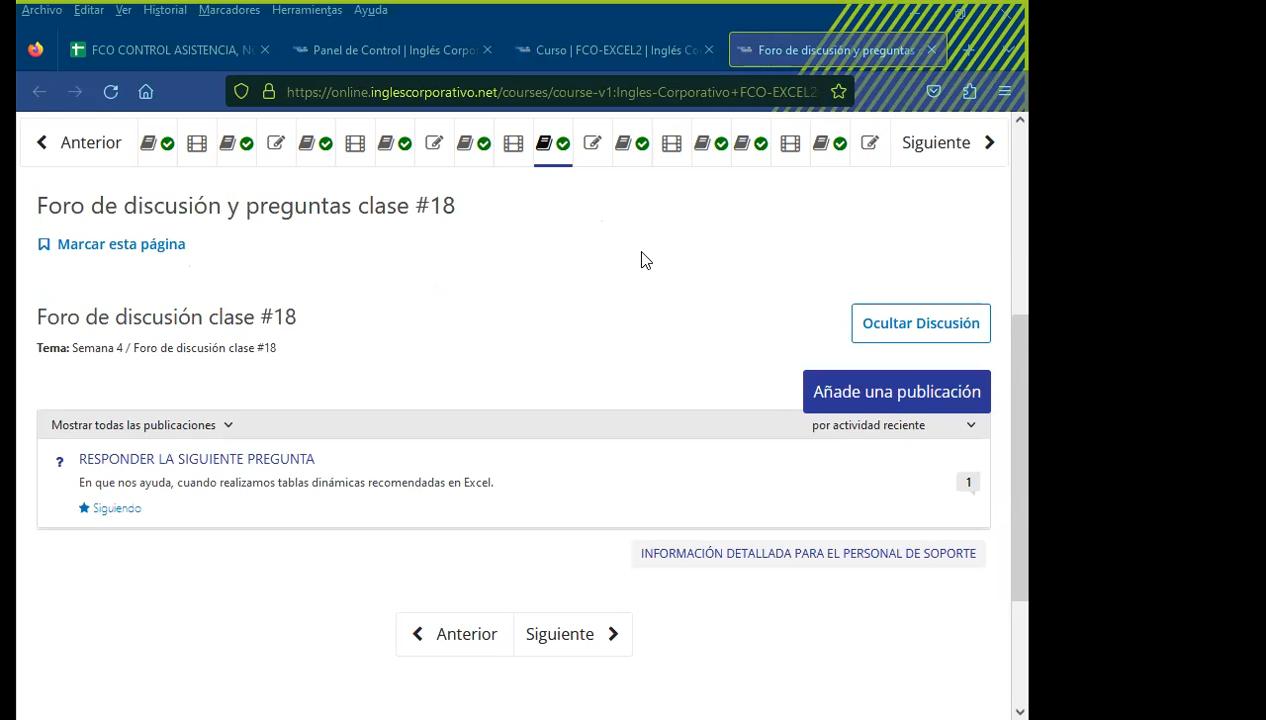 Archivo Editar Ver Historial Marcadores Herramientas Ayuda
FCO CONTROL ASISTENCIA, N
Panel de Control | Inglés Corpo
Curso | FCO-EXCEL2 | Inglés Co
Foro de discusión y preguntas
https://online.inglescorporativo.net/courses/course-v1:Ingles-Corporativo+FCO-EXCEL2
Anterior
Siguiente
Foro de discusión y preguntas clase #18
Marcar esta página
Foro de discusión clase #18
Ocultar Discusión
Tema: Semana 4 / Foro de discusión clase #18
Añade una publicación
Mostrar todas las publicaciones
por actividad reciente
? RESPONDER LA SIGUIENTE PREGUNTA
En que nos ayuda, cuando realizamos tablas dinámicas recomendadas en Excel.
1
Siguiendo
INFORMACIÓN DETALLADA PARA EL PERSONAL DE SOPORTE
Anterior
Siguiente